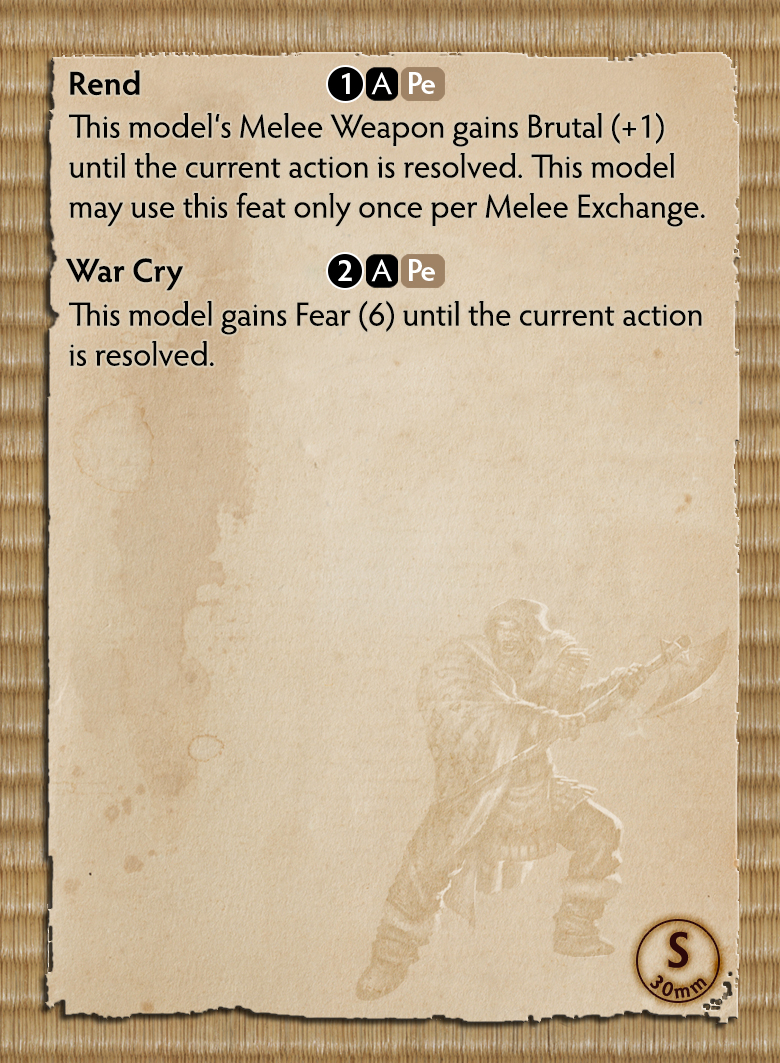 Rend 1 A Pe
This model‘s Melee Weapon gains Brutal (+1)
until the current action is resolved. This model
may use this feat only once per Melee Exchange.
War Cry 2 A Pe
This model gains Fear (6) until the current action
is resolved.
S
30mm